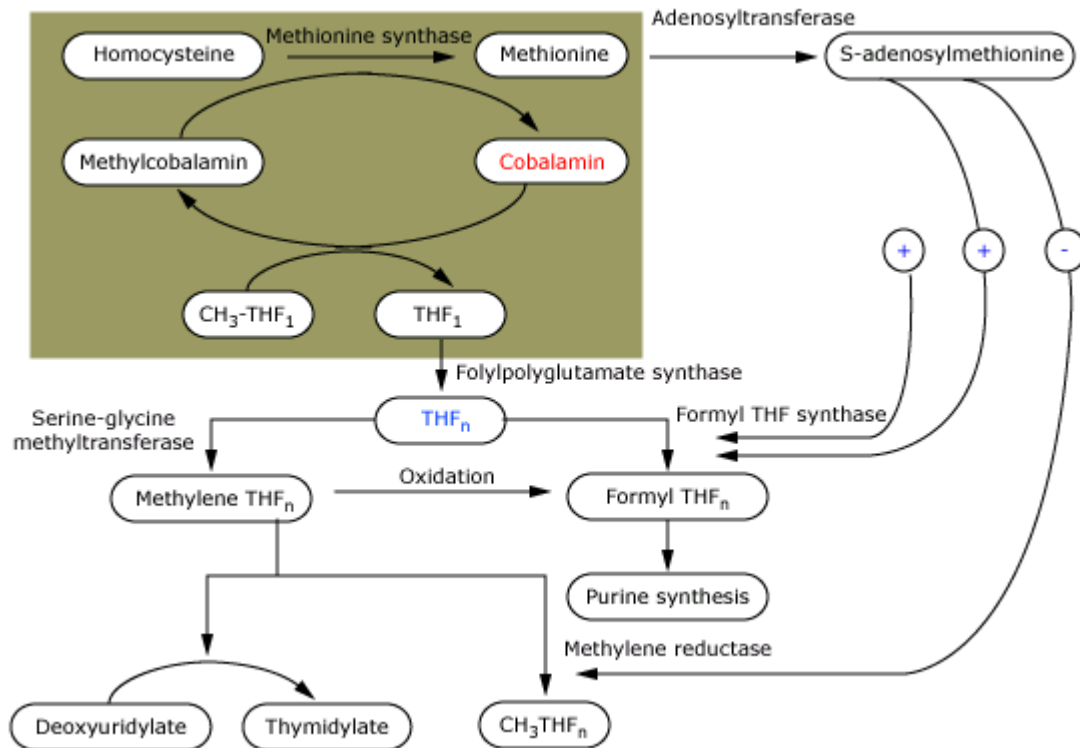 Adenosyltransferase
Homocysteine
Methionine synthase
Methionine
S-adenosylmethionine
Methylcobalamin
Cobalamin
+
+
-
CH₃-THF₁
THF₁
Folylpolyglutamate synthase
Serine-glycine
methyltransferase
THFₙ
Formyl THF synthase
Methylene THFₙ
Oxidation
Formyl THFₙ
Purine synthesis
Methylene reductase
Deoxyuridylate
Thymidylate
CH₃THFₙ